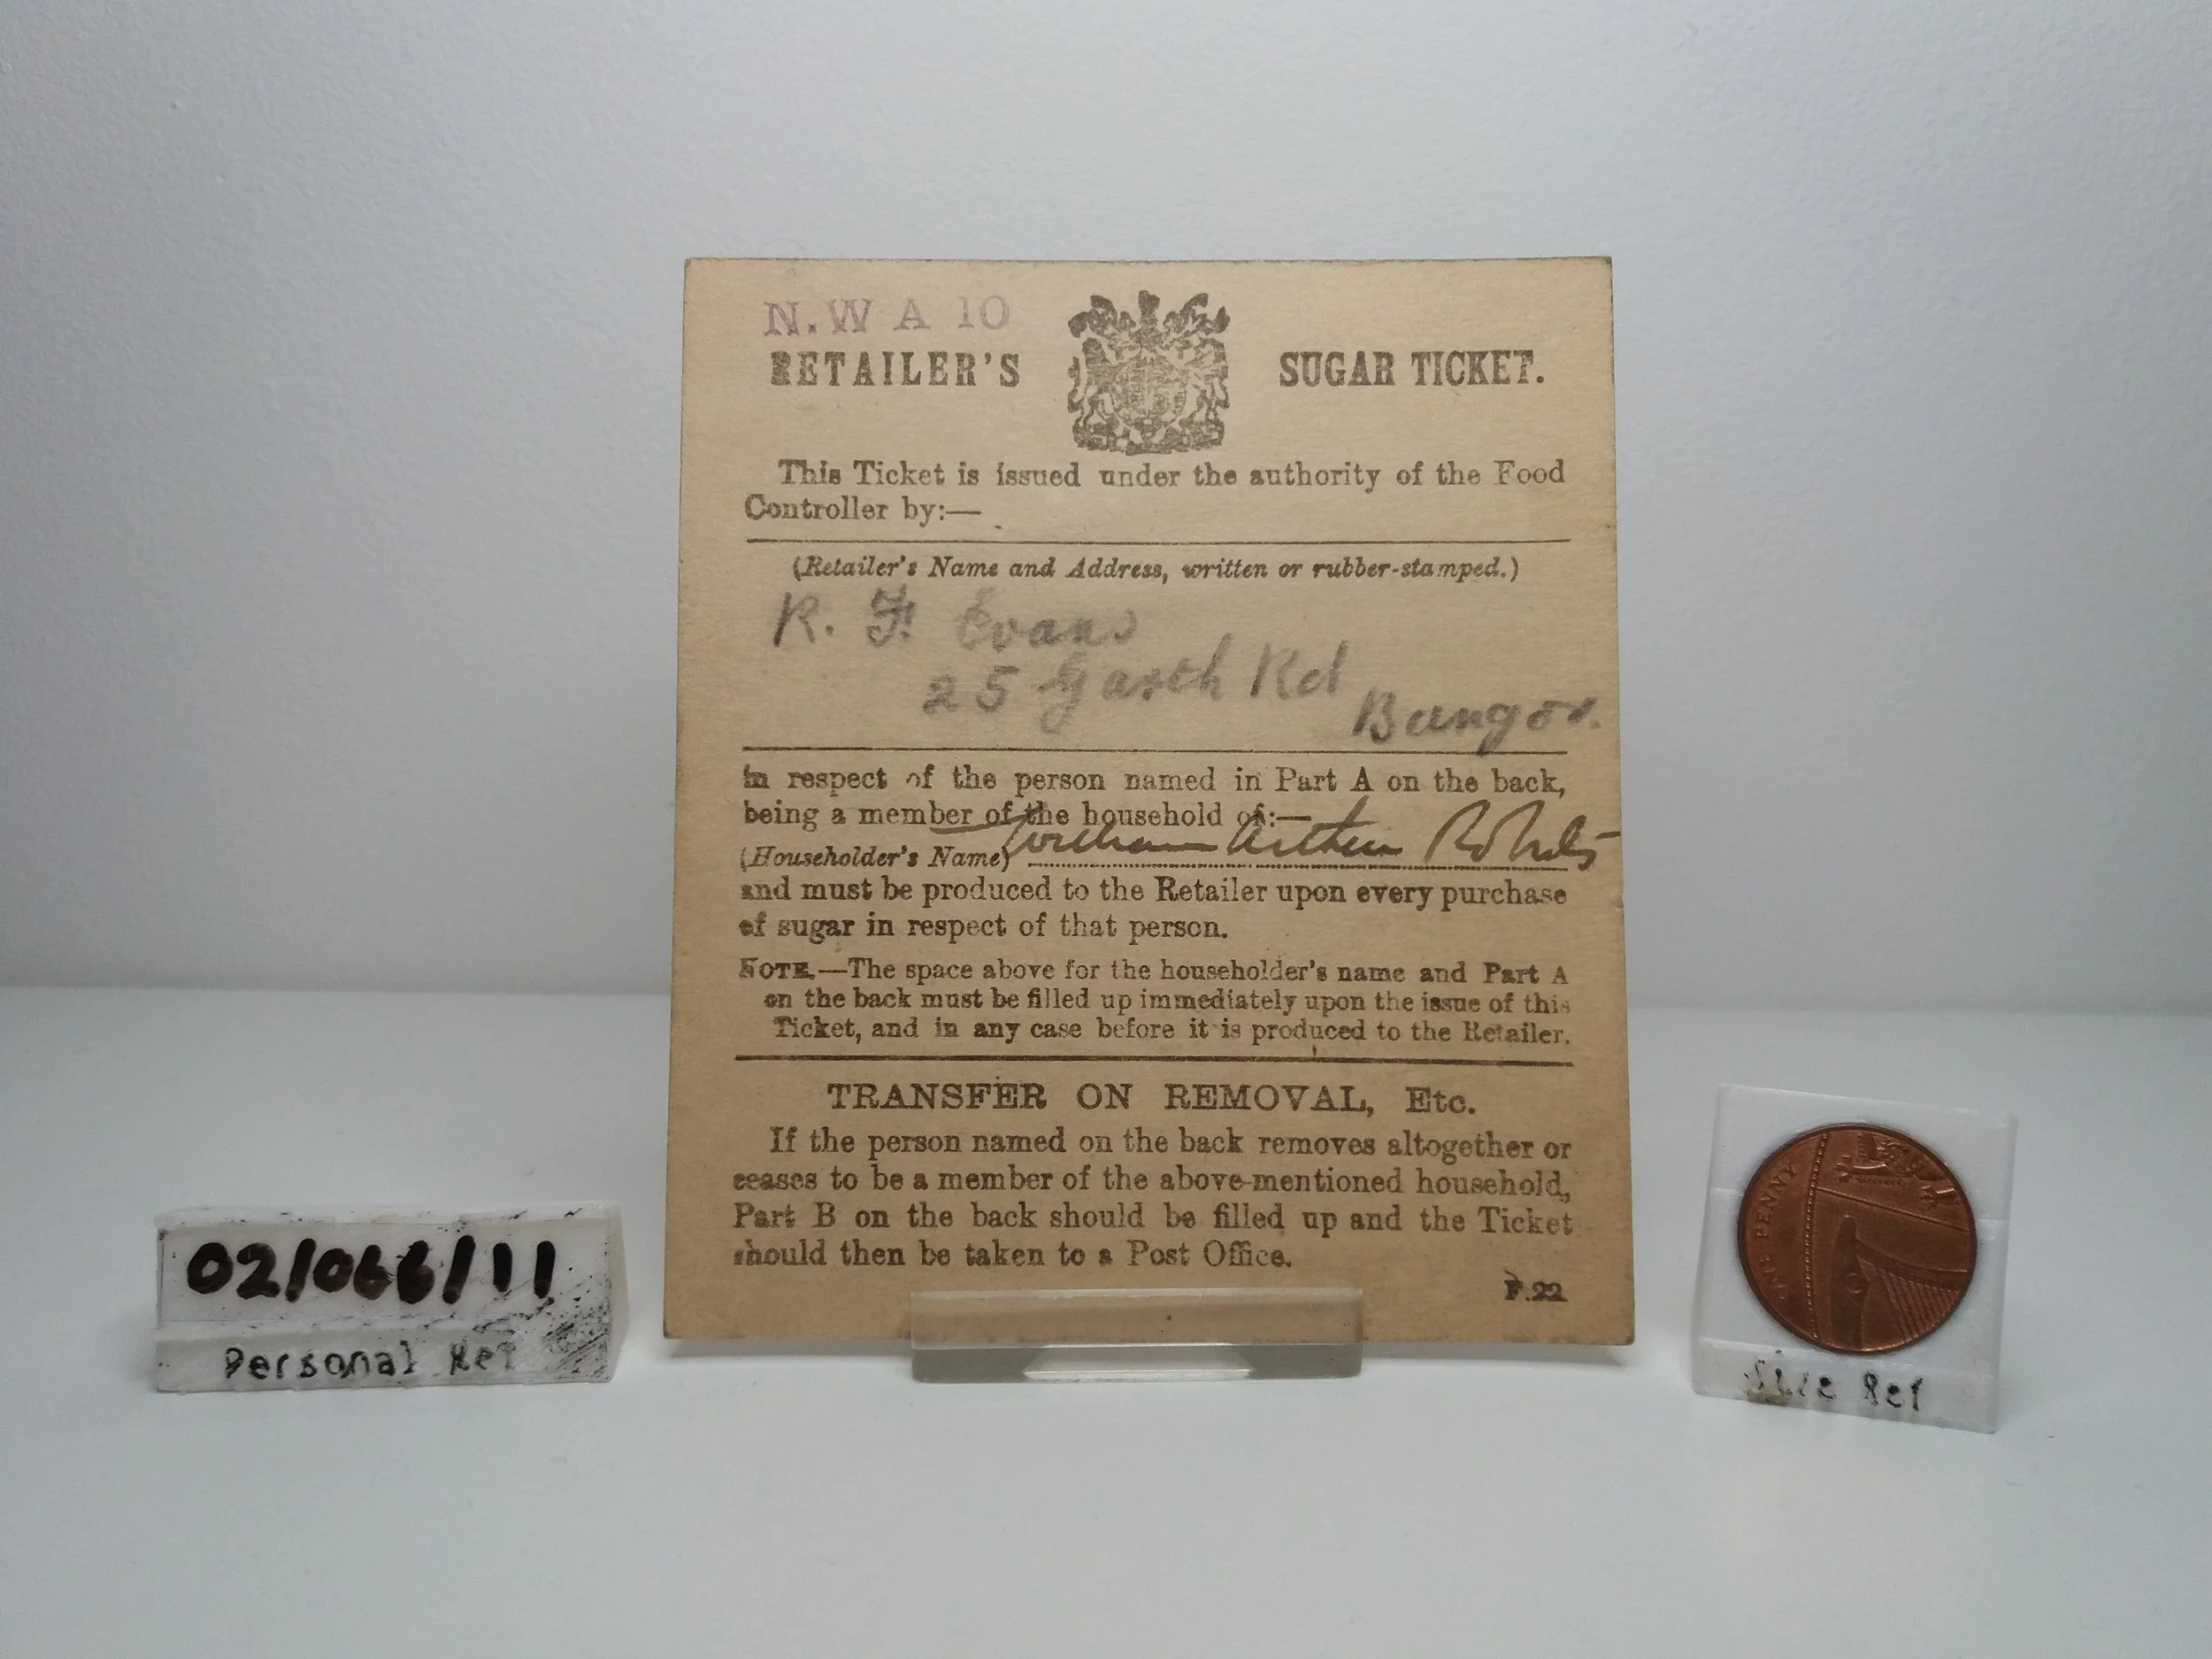 N.W A 10
RETAILER'S SUGAR TICKET.
This Ticket is issued under the authority of the Food
Controller by:—
(Retailer's Name and Address, written or rubber-stamped.)
R. F. Evans
25 Garth Rd
Bangor.
in respect of the person named in Part A on the back,
being a member of the household of:—
(Householder's Name) William Arthur Roberts
and must be produced to the Retailer upon every purchase
of sugar in respect of that person.
NOTE.—The space above for the householder's name and Part A
on the back must be filled up immediately upon the issue of this
Ticket, and in any case before it is produced to the Retailer.
TRANSFER ON REMOVAL, Etc.
If the person named on the back removes altogether or
ceases to be a member of the above-mentioned household,
Part B on the back should be filled up and the Ticket
should then be taken to a Post Office.
F.22
02/066/11
Personal Ref
ONE PENNY
Size Ref